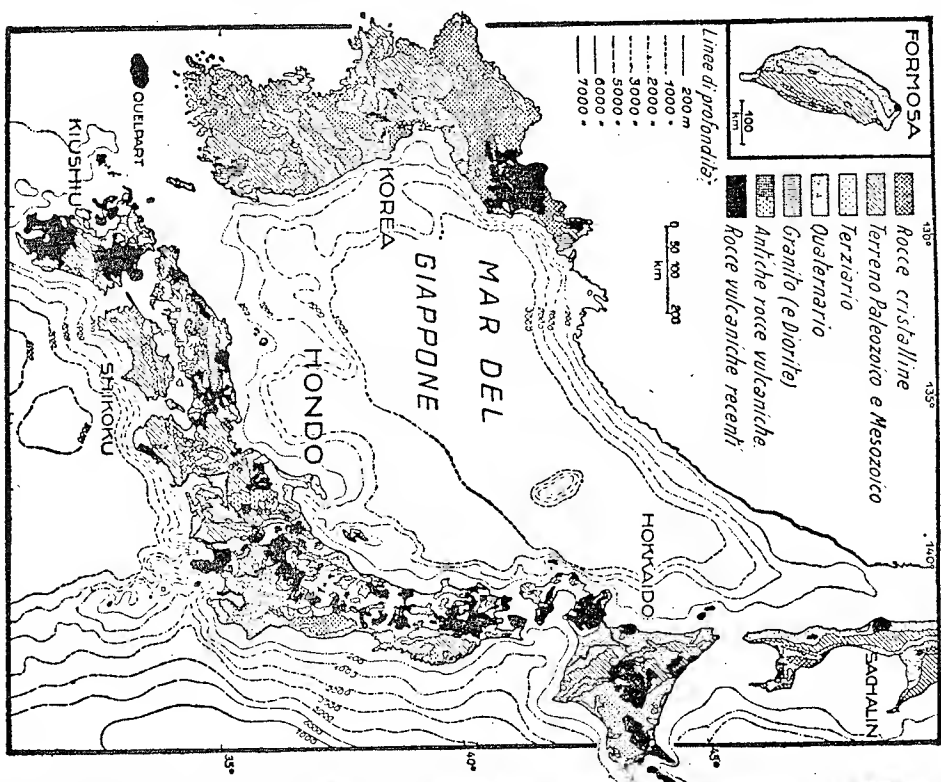 FORMOSA
100
km
Linee di profondità:
200 m
1000 "
2000 "
3000 "
5000 "
6000 "
7000 "
Rocce cristalline
Terreno Paleozoico e Mesozoico
Terziario
Quaternario
Granito (e Diorite)
Antiche rocce vulcaniche
Rocce vulcaniche recenti
0 50 100 200
km
130°
135°
140°
MAR DEL
GIAPPONE
KOREA
HONDO
HOKKAIDO
SACHALIN
QUELPART
KIUSHIU
SHIKOKU
35°
40°
45°